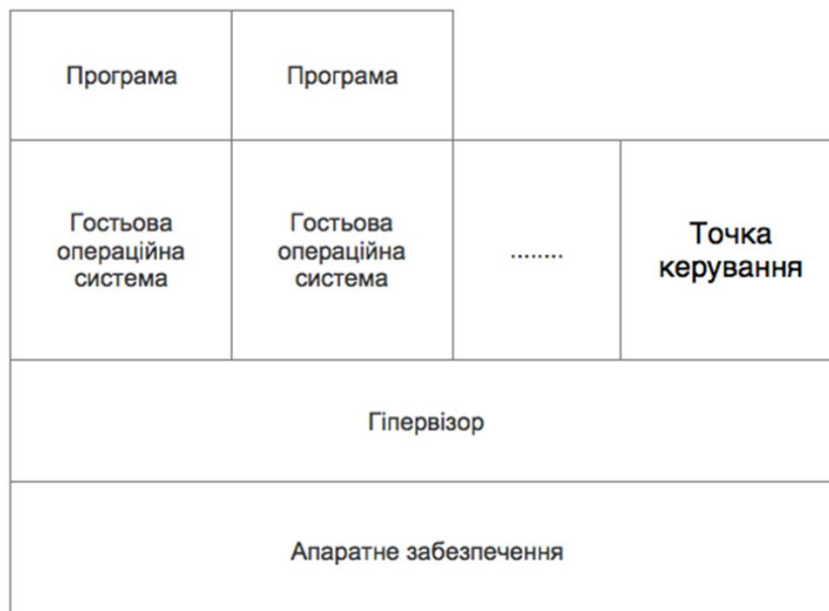 Програма
Програма
Гостьова
операційна
система
Гостьова
операційна
система
........
Точка
керування
Гіпервізор
Апаратне забезпечення